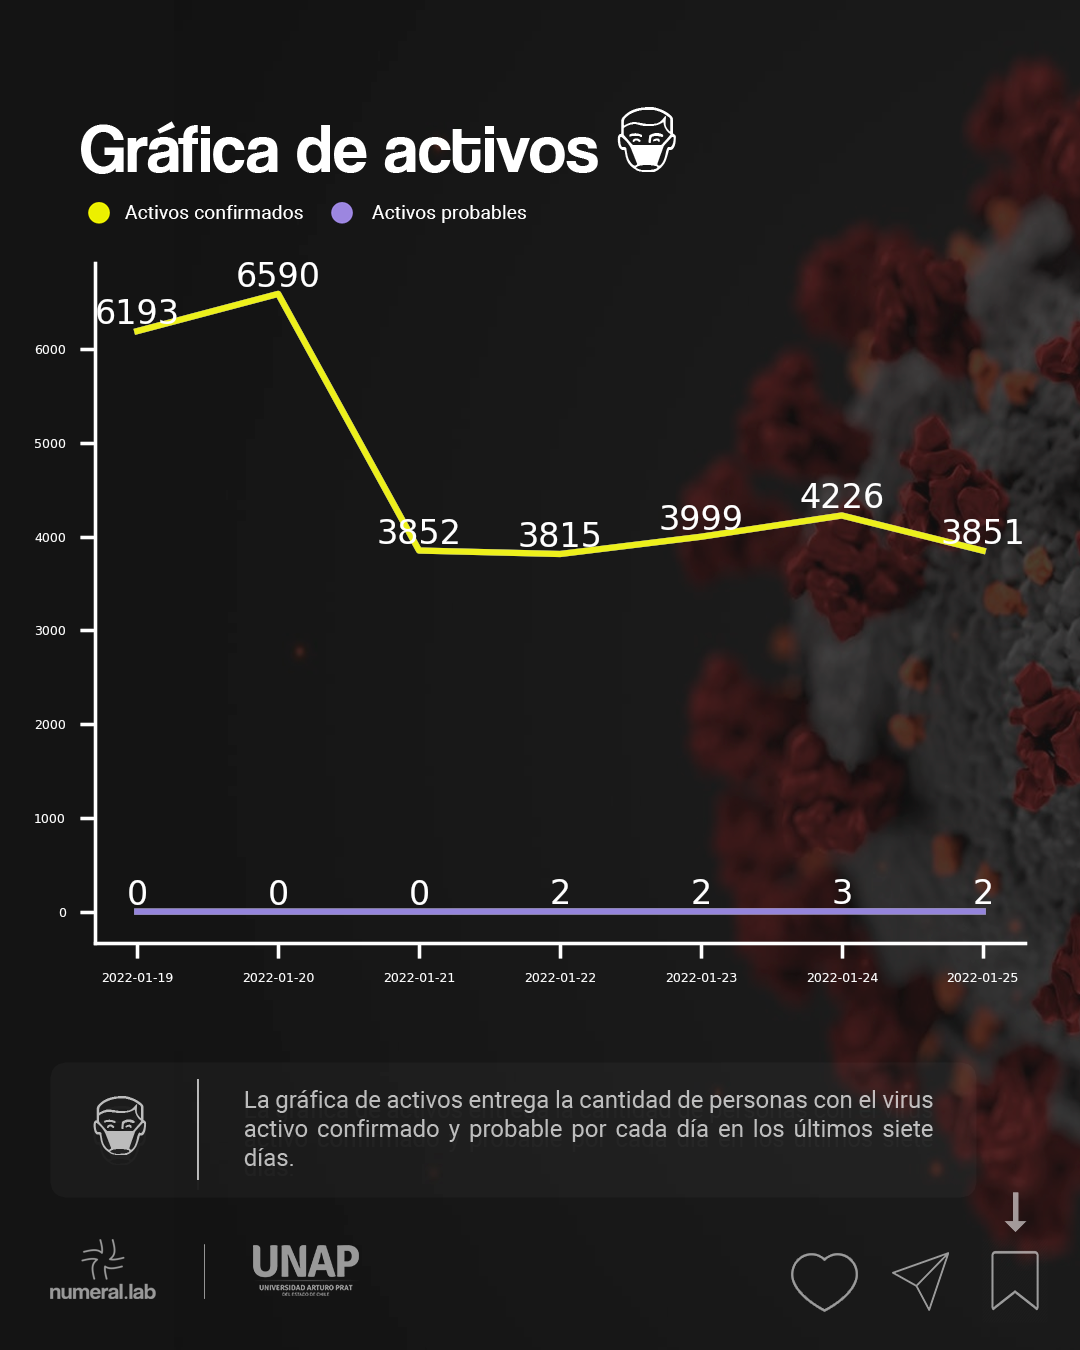 Gráfica de activos
Activos confirmados Activos probables
6590
6193
6000
5000
4226
3999
3852 3815 3851
4000
3000
2000
1000
0 0 0 2 2 3 2
0
2022-01-19 2022-01-20 2022-01-21 2022-01-22 2022-01-23 2022-01-24 2022-01-25
La gráfica de activos entrega la cantidad de personas con el virus
activo confirmado y probable por cada día en los últimos siete
días.
numeral.lab
UNAP
UNIVERSIDAD ARTURO PRAT
DEL ESTADO DE CHILE